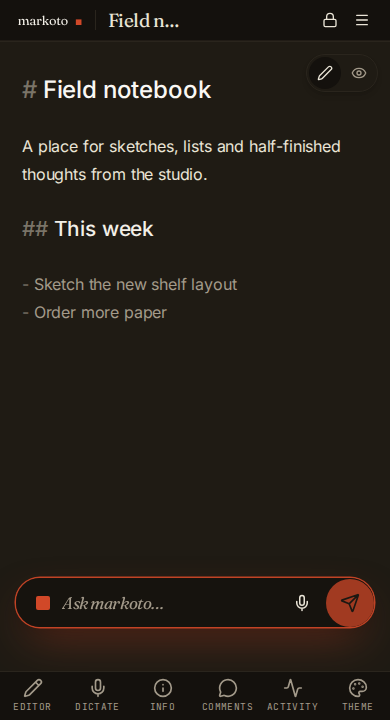 markoto
Field n...
# Field notebook
A place for sketches, lists and half-finished
thoughts from the studio.
## This week
- Sketch the new shelf layout
- Order more paper
Ask markoto...
EDITOR
DICTATE
INFO
COMMENTS
ACTIVITY
THEME